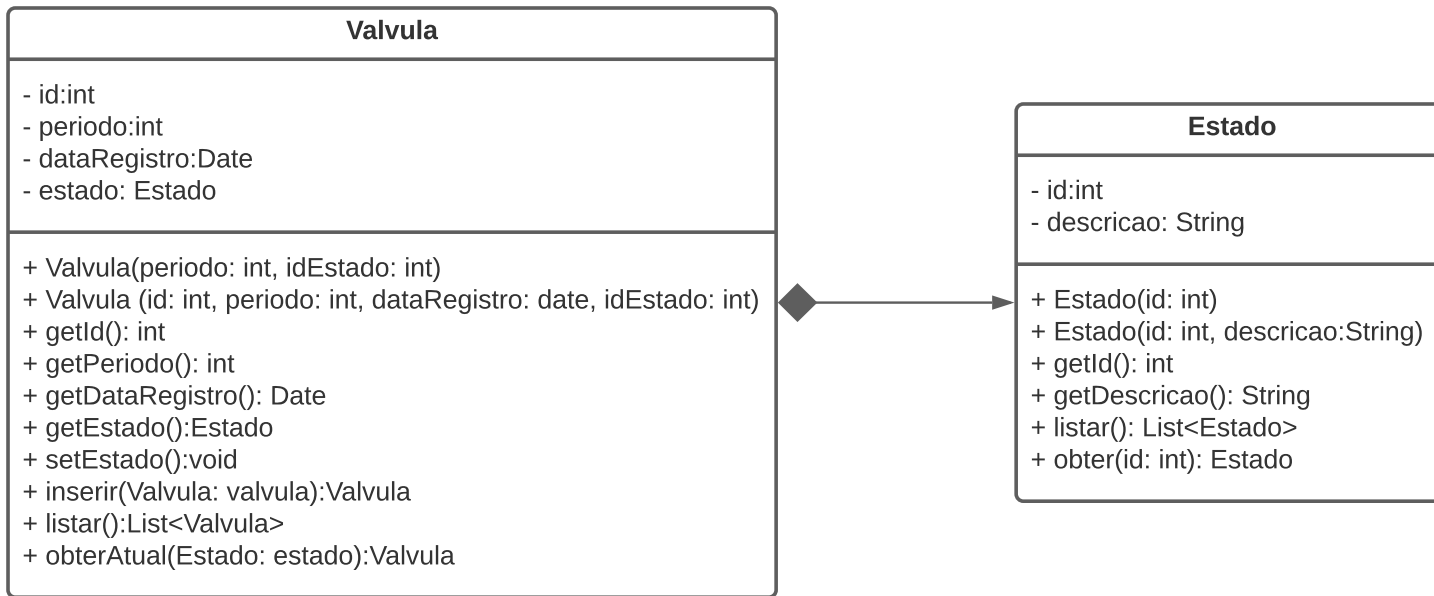 Valvula
- id:int
- periodo:int
- dataRegistro:Date
- estado: Estado
+ Valvula(periodo: int, idEstado: int)
+ Valvula (id: int, periodo: int, dataRegistro: date, idEstado: int)
+ getId(): int
+ getPeriodo(): int
+ getDataRegistro(): Date
+ getEstado():Estado
+ setEstado():void
+ inserir(Valvula: valvula):Valvula
+ listar():List<Valvula>
+ obterAtual(Estado: estado):Valvula
Estado
- id:int
- descricao: String
+ Estado(id: int)
+ Estado(id: int, descricao:String)
+ getId(): int
+ getDescricao(): String
+ listar(): List<Estado>
+ obter(id: int): Estado